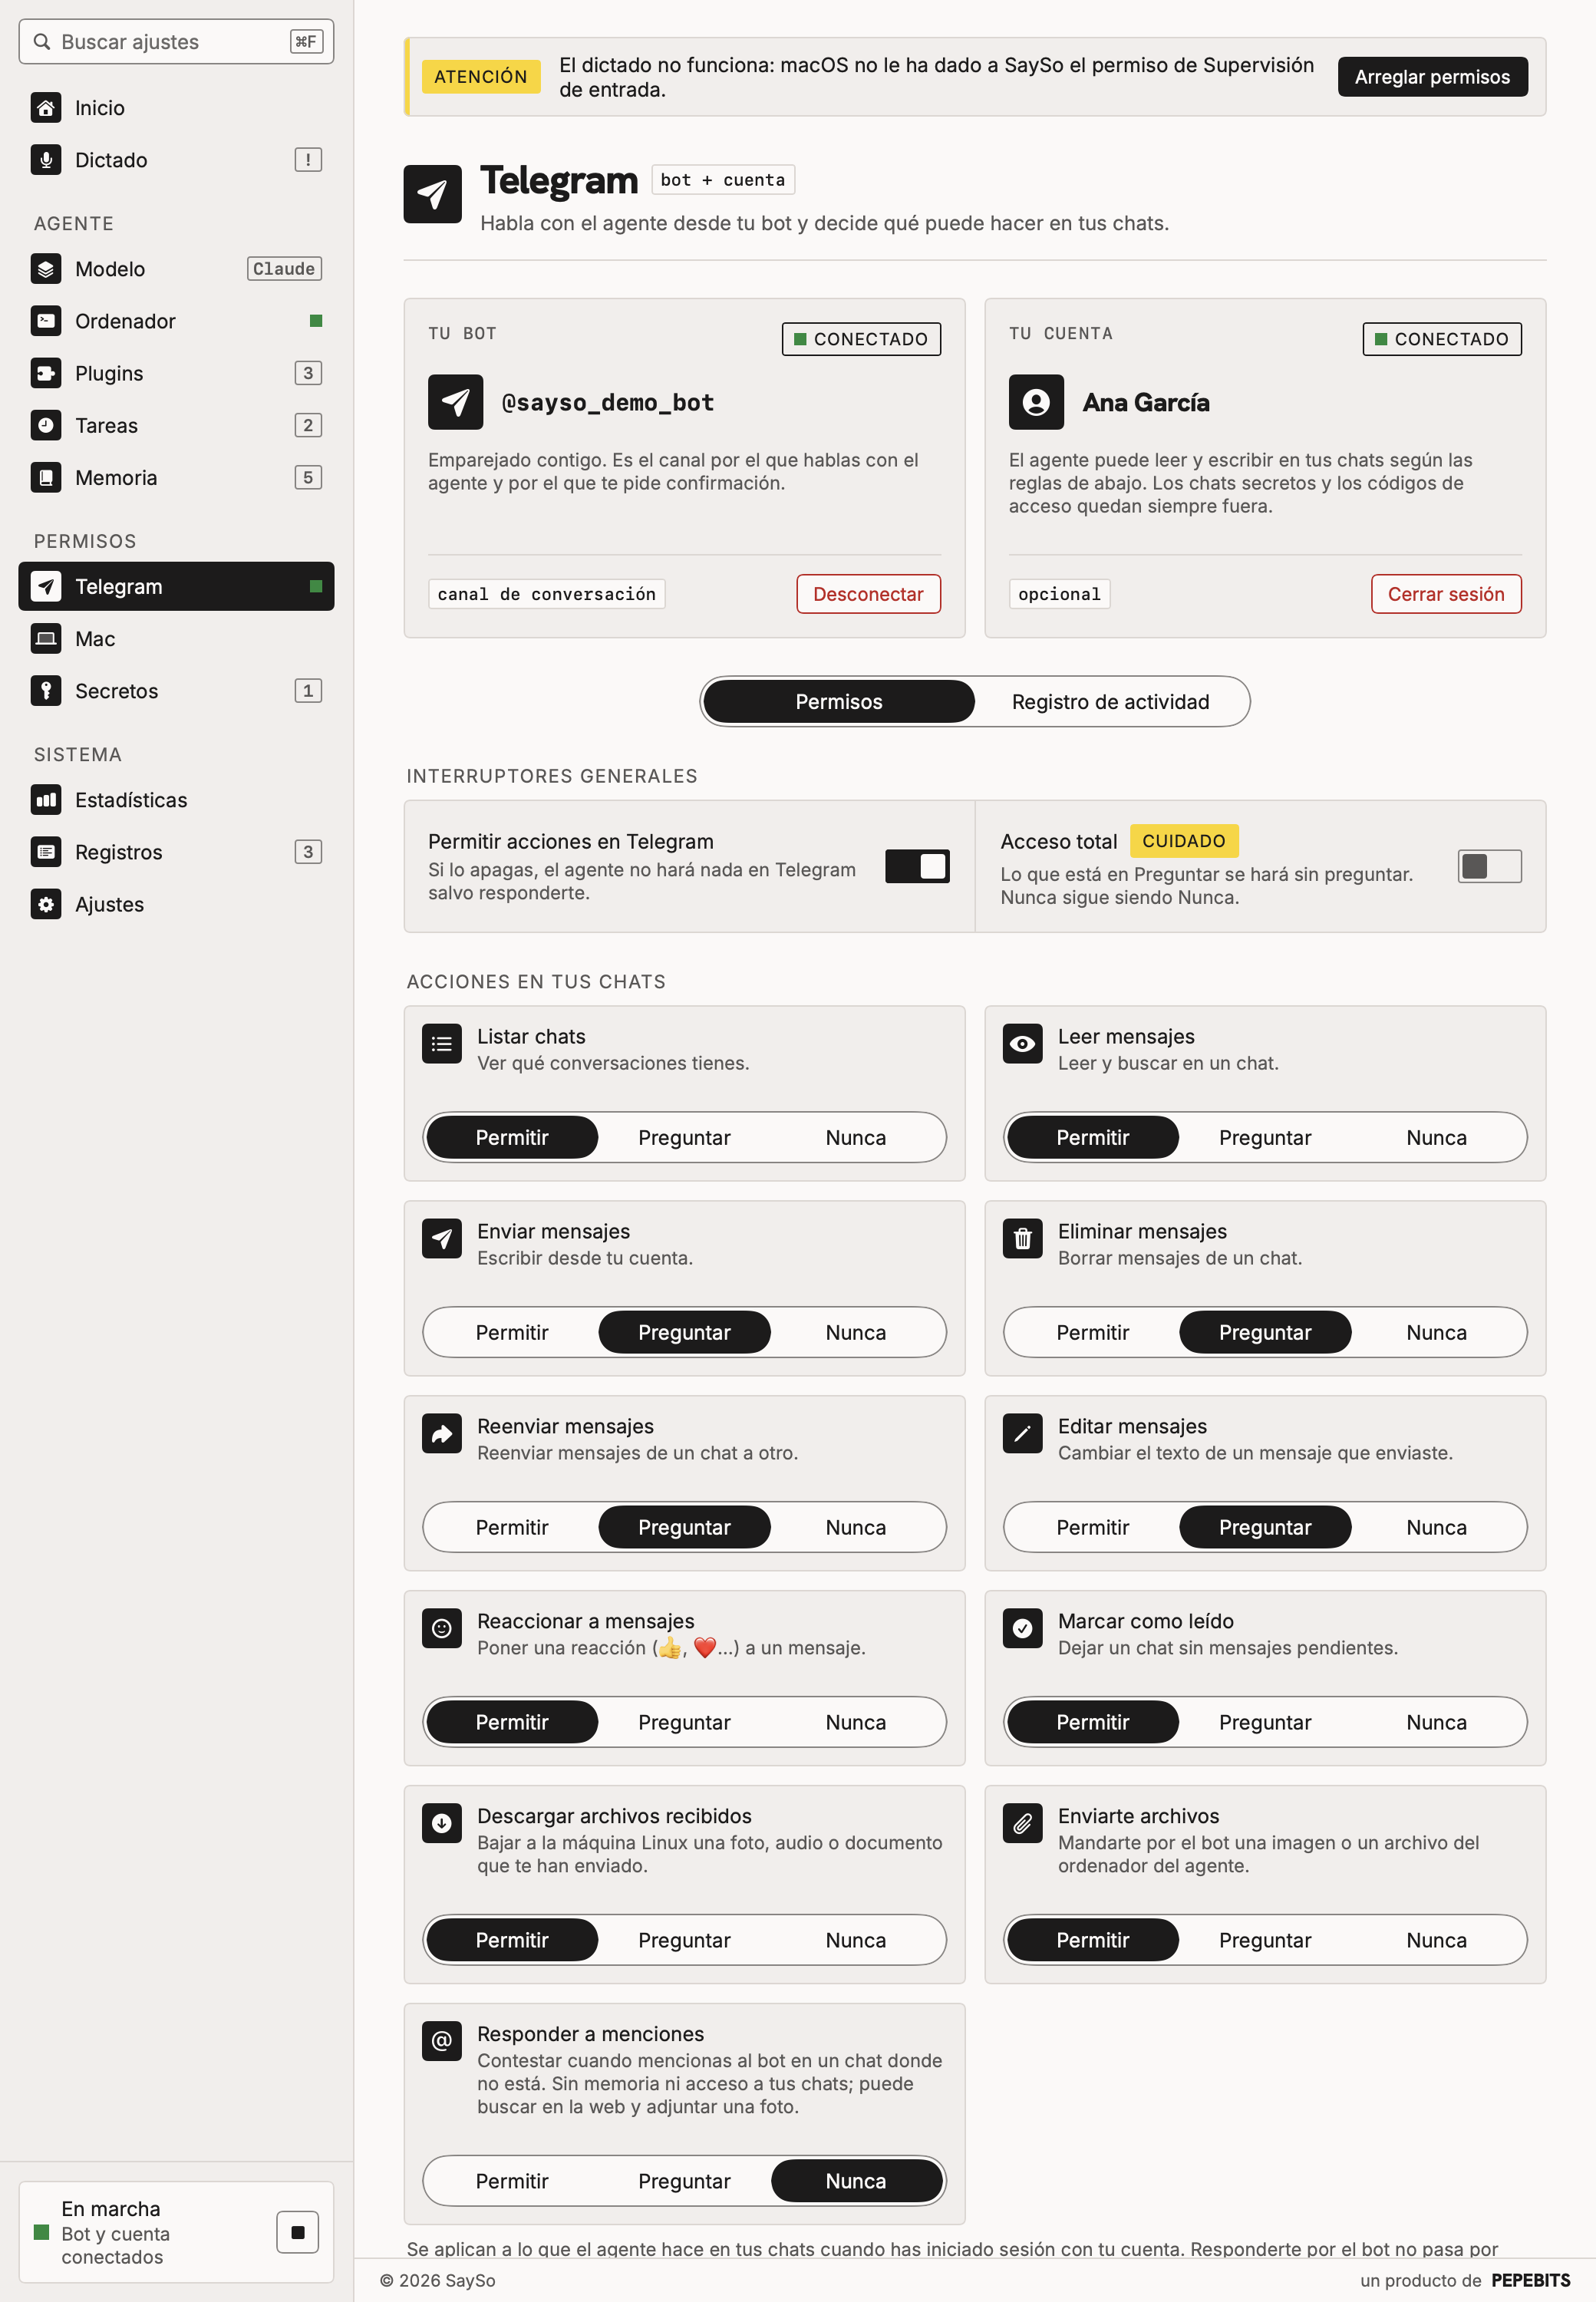 Buscar ajustes ⌘F
Inicio
Dictado !
AGENTE
Modelo Claude
Ordenador
Plugins 3
Tareas 2
Memoria 5
PERMISOS
Telegram
Mac
Secretos 1
SISTEMA
Estadísticas
Registros 3
Ajustes
En marcha
Bot y cuenta
conectados
ATENCIÓN
El dictado no funciona: macOS no le ha dado a SaySo el permiso de Supervisión
de entrada.
Arreglar permisos
Telegram bot + cuenta
Habla con el agente desde tu bot y decide qué puede hacer en tus chats.
TU BOT CONECTADO
@sayso_demo_bot
Emparejado contigo. Es el canal por el que hablas con el
agente y por el que te pide confirmación.
canal de conversación Desconectar
TU CUENTA CONECTADO
Ana García
El agente puede leer y escribir en tus chats según las
reglas de abajo. Los chats secretos y los códigos de
acceso quedan siempre fuera.
opcional Cerrar sesión
Permisos Registro de actividad
INTERRUPTORES GENERALES
Permitir acciones en Telegram
Si lo apagas, el agente no hará nada en Telegram
salvo responderte.
Acceso total CUIDADO
Lo que está en Preguntar se hará sin preguntar.
Nunca sigue siendo Nunca.
ACCIONES EN TUS CHATS
Listar chats
Ver qué conversaciones tienes.
Permitir Preguntar Nunca
Leer mensajes
Leer y buscar en un chat.
Permitir Preguntar Nunca
Enviar mensajes
Escribir desde tu cuenta.
Permitir Preguntar Nunca
Eliminar mensajes
Borrar mensajes de un chat.
Permitir Preguntar Nunca
Reenviar mensajes
Reenviar mensajes de un chat a otro.
Permitir Preguntar Nunca
Editar mensajes
Cambiar el texto de un mensaje que enviaste.
Permitir Preguntar Nunca
Reaccionar a mensajes
Poner una reacción (👍, ❤️...) a un mensaje.
Permitir Preguntar Nunca
Marcar como leído
Dejar un chat sin mensajes pendientes.
Permitir Preguntar Nunca
Descargar archivos recibidos
Bajar a la máquina Linux una foto, audio o documento
que te han enviado.
Permitir Preguntar Nunca
Enviarte archivos
Mandarte por el bot una imagen o un archivo del
ordenador del agente.
Permitir Preguntar Nunca
@ Responder a menciones
Contestar cuando mencionas al bot en un chat donde
no está. Sin memoria ni acceso a tus chats; puede
buscar en la web y adjuntar una foto.
Permitir Preguntar Nunca
Se aplican a lo que el agente hace en tus chats cuando has iniciado sesión con tu cuenta. Responderte por el bot no pasa por
© 2026 SaySo
un producto de PEPEBITS